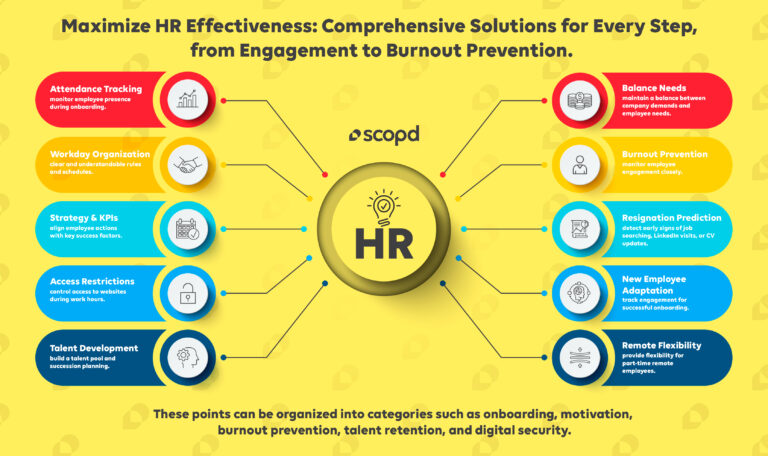 Maximize HR Effectiveness: Comprehensive Solutions for Every Step,
from Engagement to Burnout Prevention.
Attendance Tracking
monitor employee presence
during onboarding.
Workday Organization
clear and understandable rules
and schedules.
Strategy & KPIs
align employee actions
with key success factors.
Access Restrictions
control access to websites
during work hours.
Talent Development
build a talent pool and
succession planning.
scopd
HR
Balance Needs
maintain a balance between
company demands and
employee needs.
Burnout Prevention
monitor employee
engagement closely.
Resignation Prediction
detect early signs of job
searching, LinkedIn visits, or CV
updates.
New Employee
Adaptation
track engagement for
successful onboarding.
Remote Flexibility
provide flexibility for
part-time remote
employees.
These points can be organized into categories such as onboarding, motivation,
burnout prevention, talent retention, and digital security.